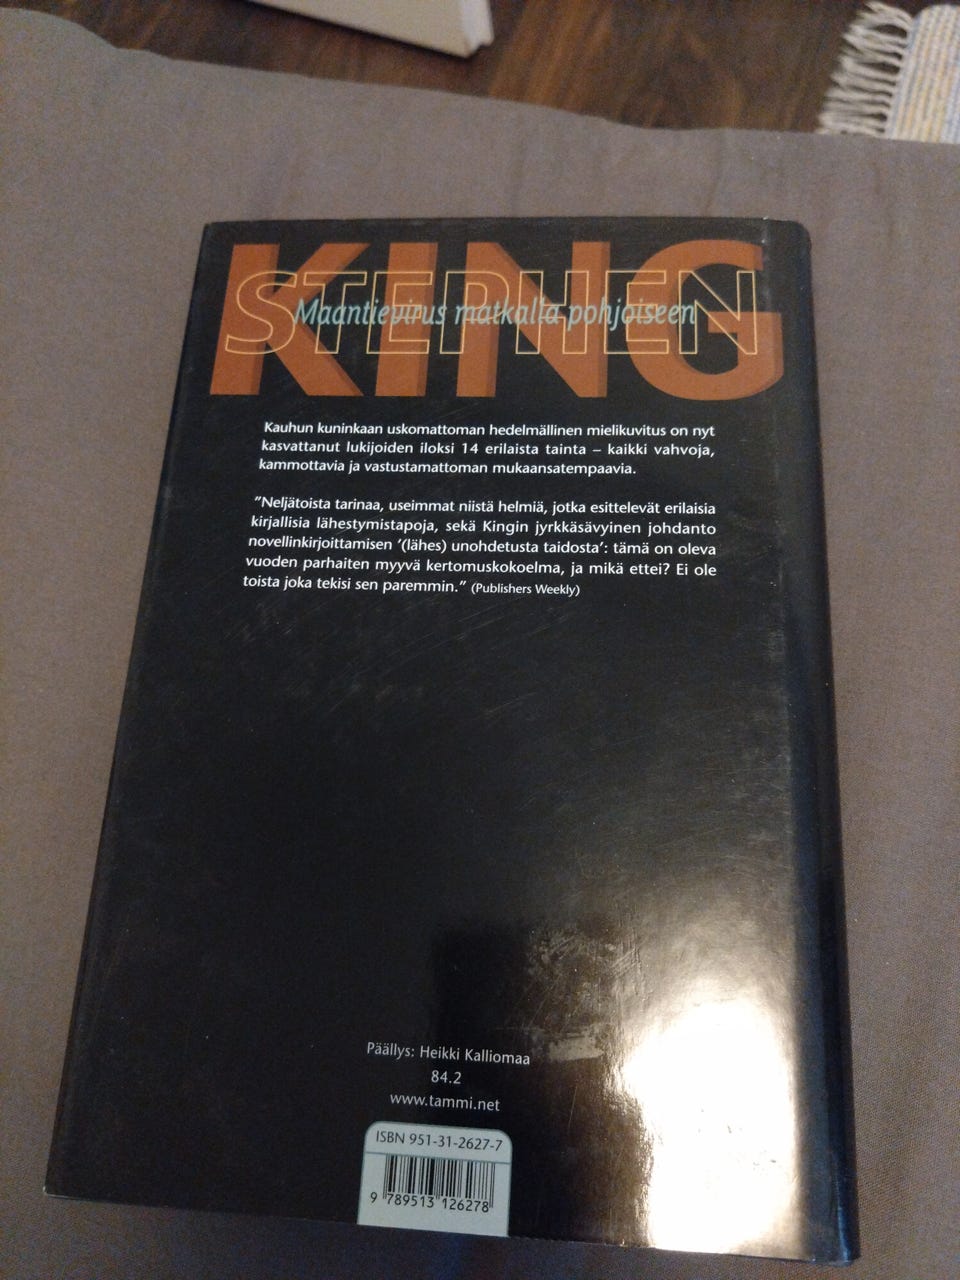 STEPHEN
KING
Maantievirus matkalla pohjoiseen
Kauhun kuninkaan uskomattoman hedelmällinen mielikuvitus on nyt
kasvattanut lukijoiden iloksi 14 erilaista tainta – kaikki vahvoja,
kammottavia ja vastustamattoman mukaansatempaavia.
”Neljätoista tarinaa, useimmat niistä helmiä, jotka esittelevät erilaisia
kirjallisia lähestymistapoja, sekä Kingin jyrkkäsävyinen johdanto
novellinkirjoittamisen ’(lähes) unohdetusta taidosta’: tämä on oleva
vuoden parhaiten myyvä kertomuskokoelma, ja mikä ettei? Ei ole
toista joka tekisi sen paremmin.” (Publishers Weekly)
Päällys: Heikki Kalliomaa
84.2
www.tammi.net
ISBN 951-31-2627-7
9 789513 126278